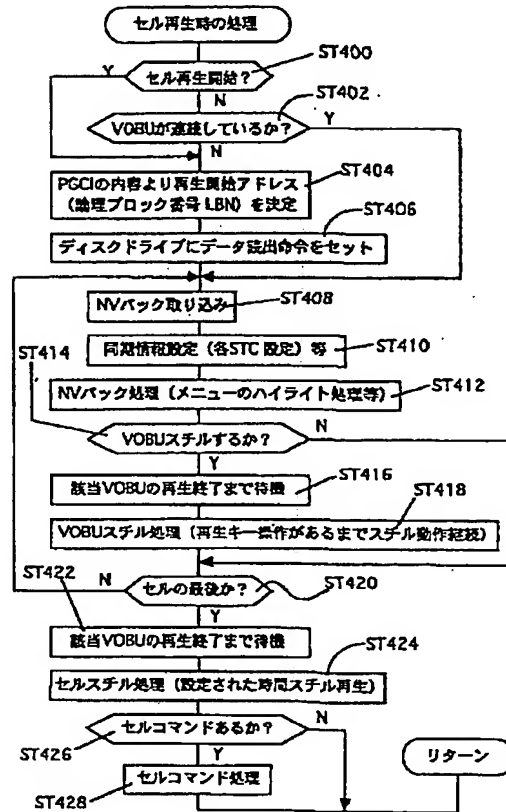 セル再生時の処理
ST400
Y
セル再生開始？
N
ST402
VOBUが連続しているか？
Y
N
ST404
PGCIの内容より再生開始アドレス
（論理ブロック番号LBN）を決定
ST406
ディスクドライブにデータ読出命令をセット
NVパック取り込み
ST408
ST414
同期情報設定（各STC設定）等
ST410
NVパック処理（メニューのハイライト処理等）
ST412
VOBUスチルするか？
N
Y
ST416
該当VOBUの再生終了まで待機
ST418
VOBUスチル処理（再生キー操作があるまでスチル動作継続）
ST422
N
セルの最後か？
ST420
Y
該当VOBUの再生終了まで待機
ST424
セルスチル処理（設定された時間スチル再生）
セルコマンドあるか？
N
リターン
ST426
Y
セルコマンド処理
ST428